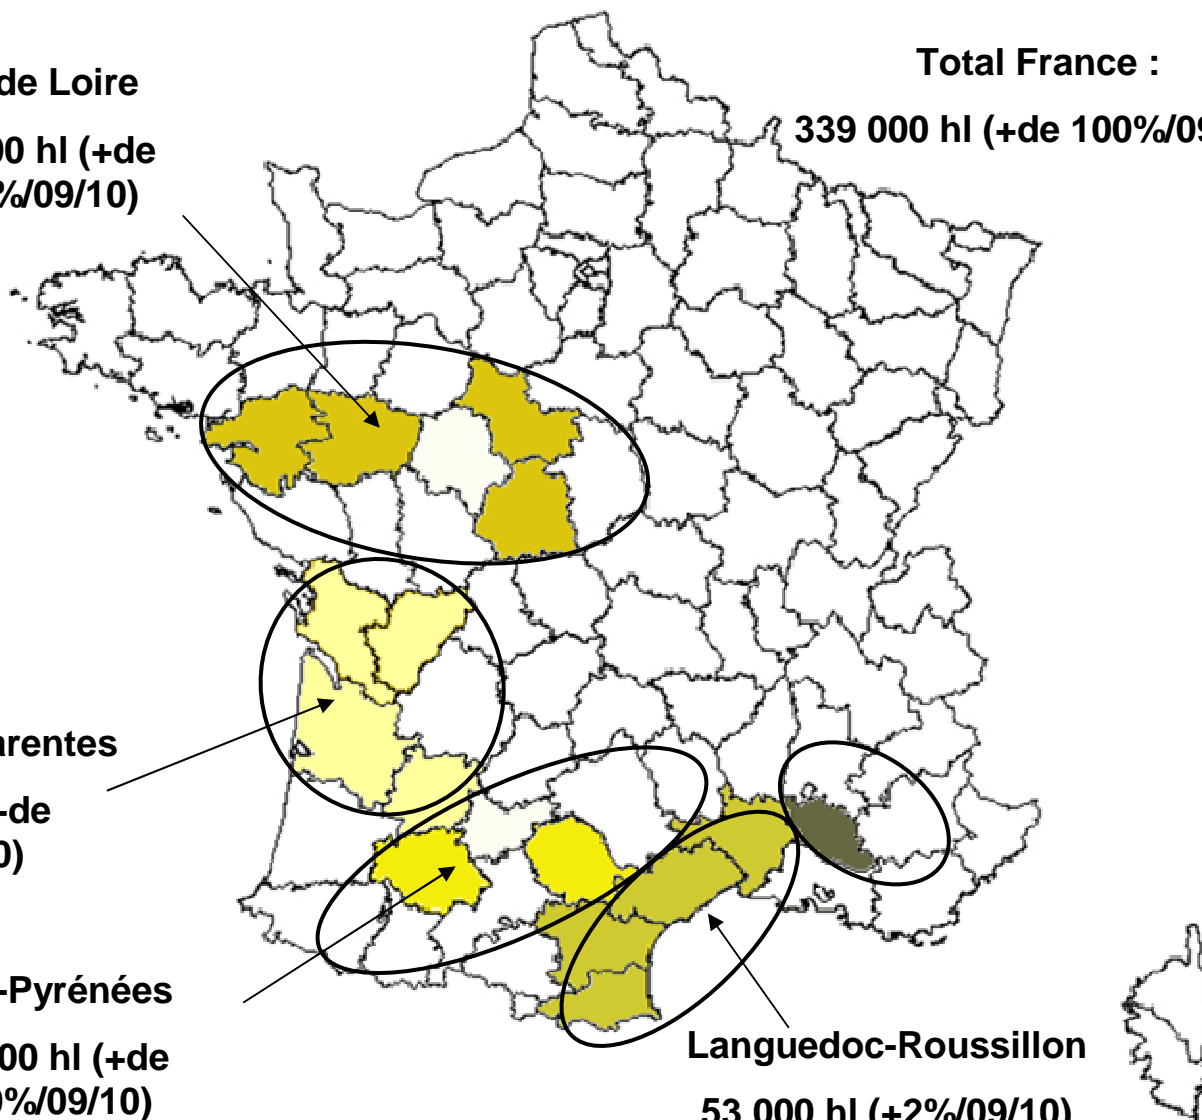 de Loire
00 hl (+de
%/09/10)
Total France :
339 000 hl (+de 100%/09
arentes
-de
0)
-Pyrénées
00 hl (+de
0%/09/10)
Languedoc-Roussillon
53 000 hl (+2%/09/10)